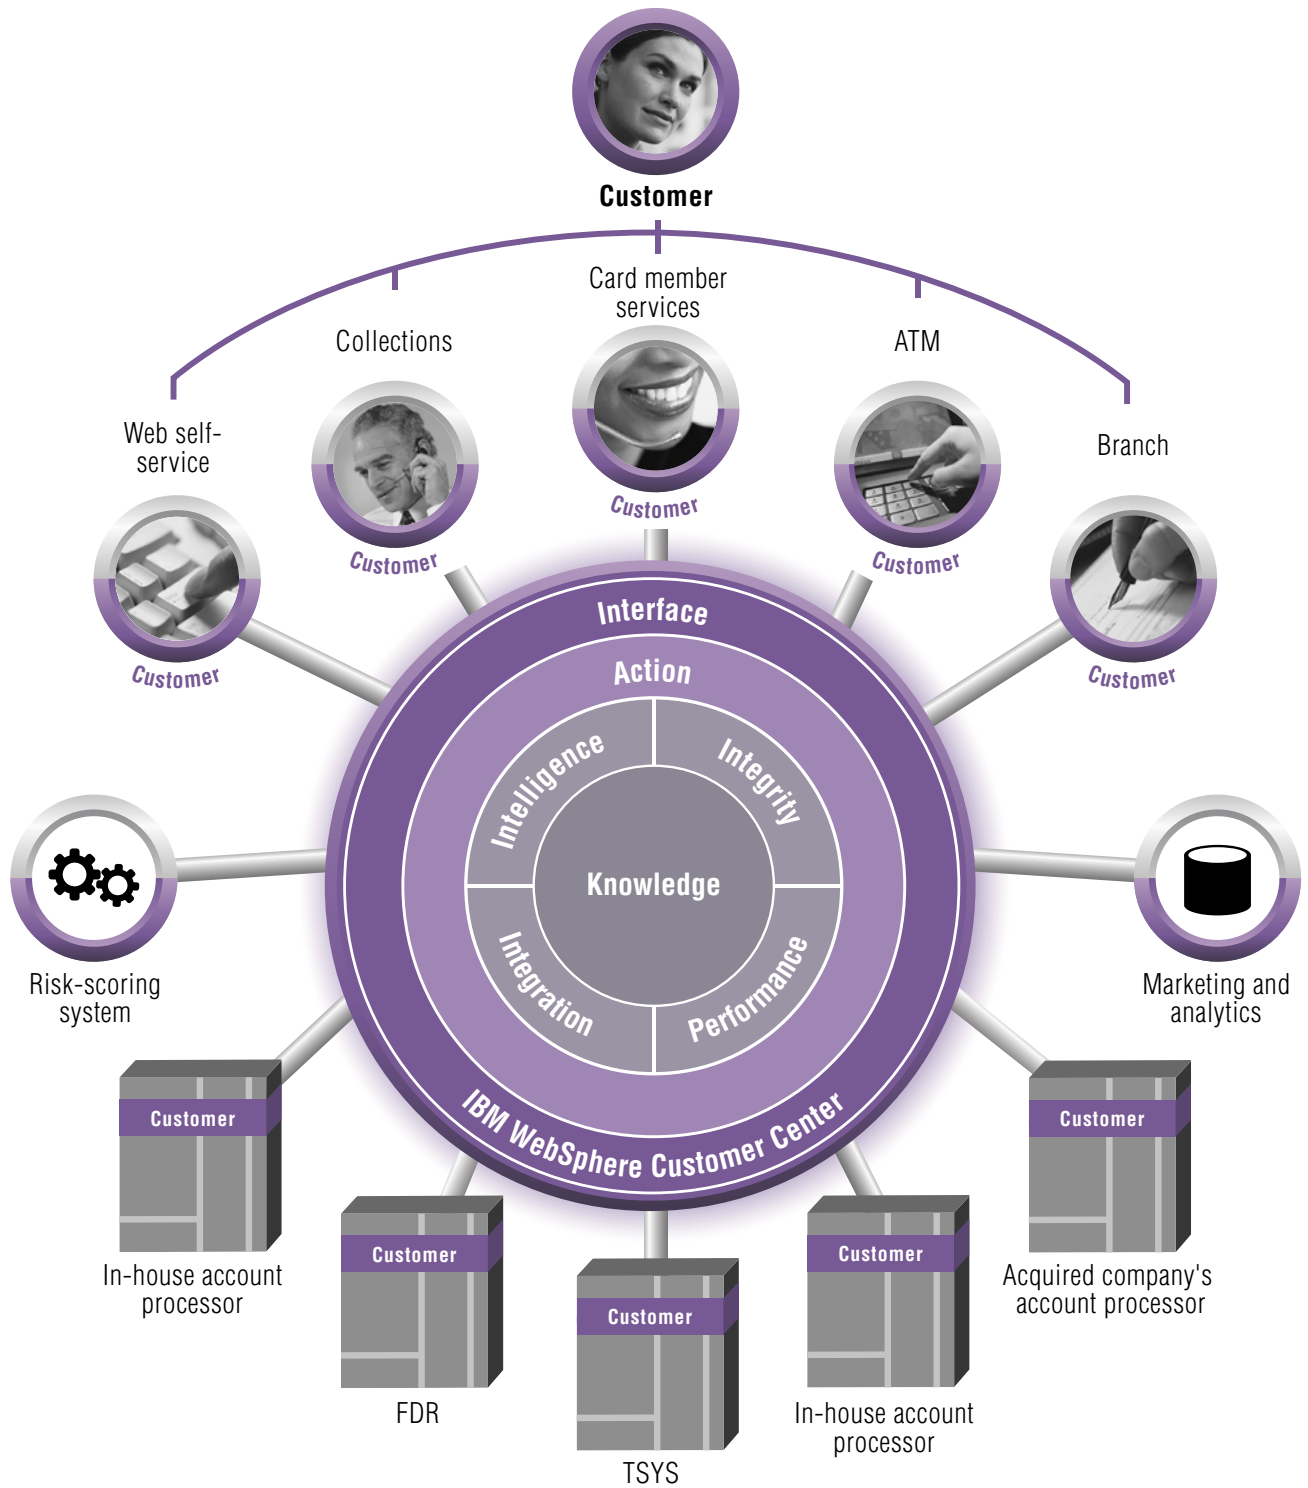 Customer
Card member
services
Collections
ATM
Web self-
service
Branch
Customer
Customer
Customer
Customer
Customer
Interface
Action
Intelligence
Integrity
Knowledge
Integration
Performance
IBM WebSphere Customer Center
Risk-scoring
system
Marketing and
analytics
Customer
In-house account
processor
Customer
FDR
Customer
TSYS
Customer
In-house account
processor
Customer
Acquired company's
account processor